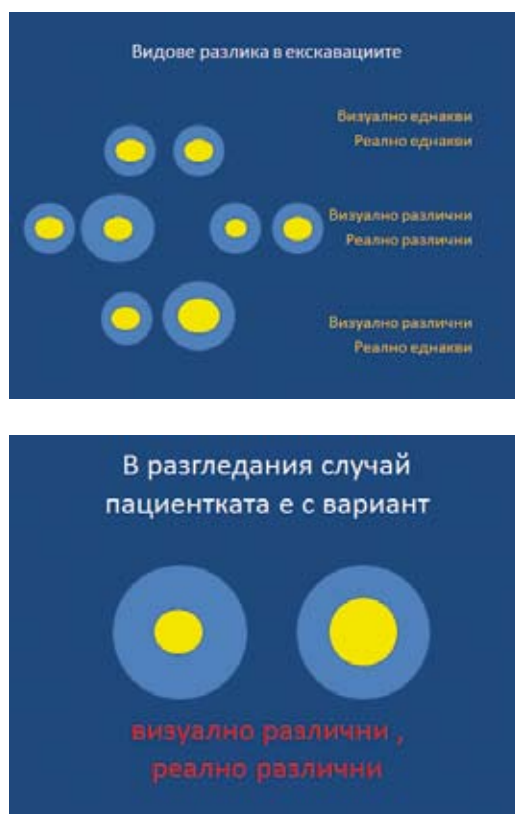 Видове разлика в екскавациите
Визуално еднакви
Реално еднакви
Визуално различни
Реално различни
Визуално различни
Реално еднакви
В разгледания случай
пациентката е с вариант
визуално различни ,
реално различни